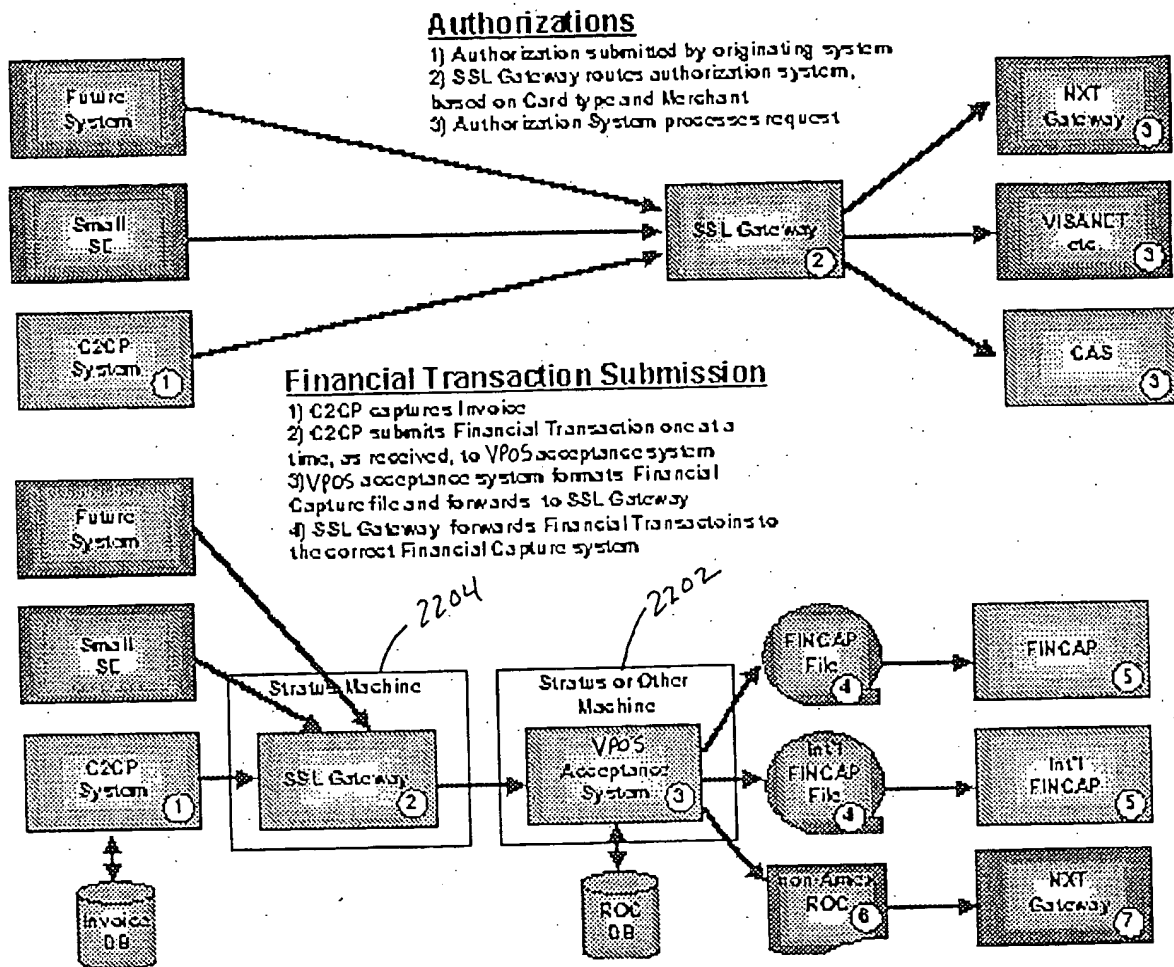 Authorizations
1) Authorization submitted by originating system
2) SSL Gateway routes authorization system,
based on Card type and Merchant
3) Authorization System processes request
Future
System
Small
SE
C2CP
System
1
SSL Gateway
2
NXT
Gateway
3
VISANET
etc
3
CAS
3
Financial Transaction Submission
1) C2CP captures Invoice
2) C2CP submits Financial Transaction one at a
time, as received, to VPOS acceptance system
3) VPOS acceptance system formats Financial
Capture file and forwards to SSL Gateway
4) SSL Gateway forwards Financial Transactoins to
the correct Financial Capture system
Future
System
Small
SE
C2CP
System
1
Invoice
DB
2204
Stratus Machine
SSL Gateway
2
2202
Stratus or Other
Machine
VPOS
Acceptance
System
3
ROC
DB
FINCAP
File
4
FINCAP
5
Int'l
FINCAP
File
4
Int'l
FINCAP
5
non-Amex
ROC
6
NXT
Gateway
7